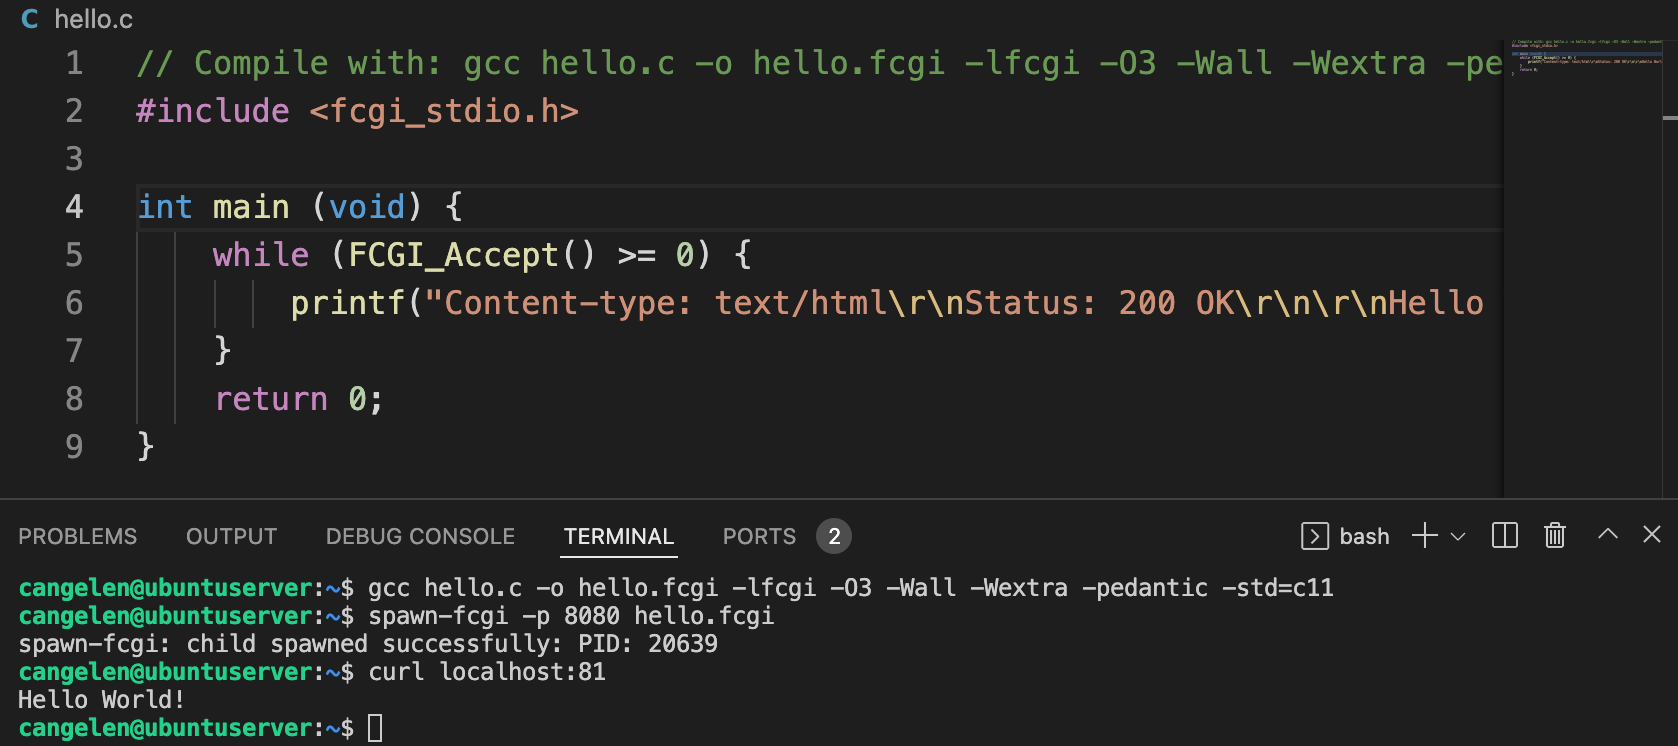 C hello.c
1 // Compile with: gcc hello.c -o hello.fcgi -lfcgi -O3 -Wall -Wextra -pe
2 #include <fcgi_stdio.h>
3
4 int main (void) {
5 while (FCGI_Accept() >= 0) {
6 printf("Content-type: text/html\r\nStatus: 200 OK\r\n\r\nHello
7 }
8 return 0;
9 }
PROBLEMS OUTPUT DEBUG CONSOLE TERMINAL PORTS 2 bash
cangelen@ubuntuserver:~$ gcc hello.c -o hello.fcgi -lfcgi -O3 -Wall -Wextra -pedantic -std=c11
cangelen@ubuntuserver:~$ spawn-fcgi -p 8080 hello.fcgi
spawn-fcgi: child spawned successfully: PID: 20639
cangelen@ubuntuserver:~$ curl localhost:81
Hello World!
cangelen@ubuntuserver:~$